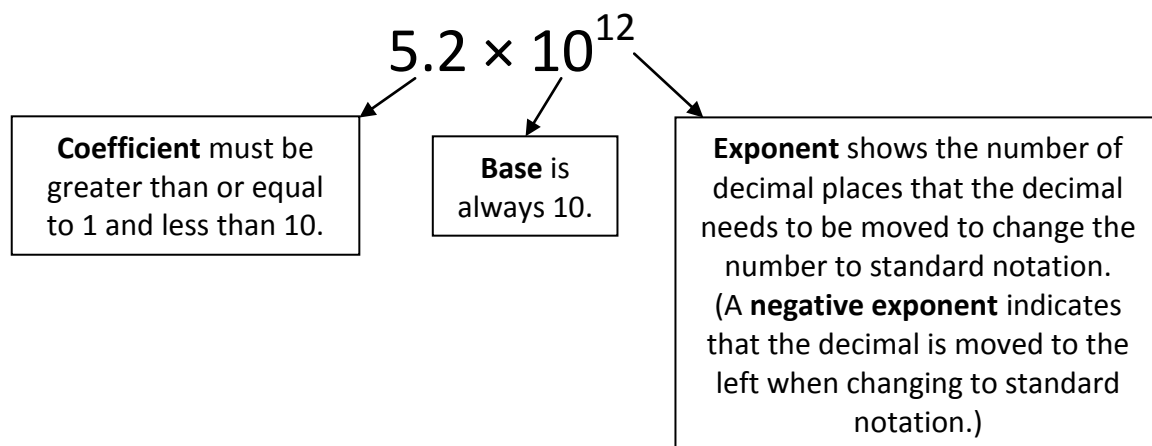 5.2 × 10¹²
Coefficient must be
greater than or equal
to 1 and less than 10.
Base is
always 10.
Exponent shows the number of
decimal places that the decimal
needs to be moved to change the
number to standard notation.
(A negative exponent indicates
that the decimal is moved to the
left when changing to standard
notation.)